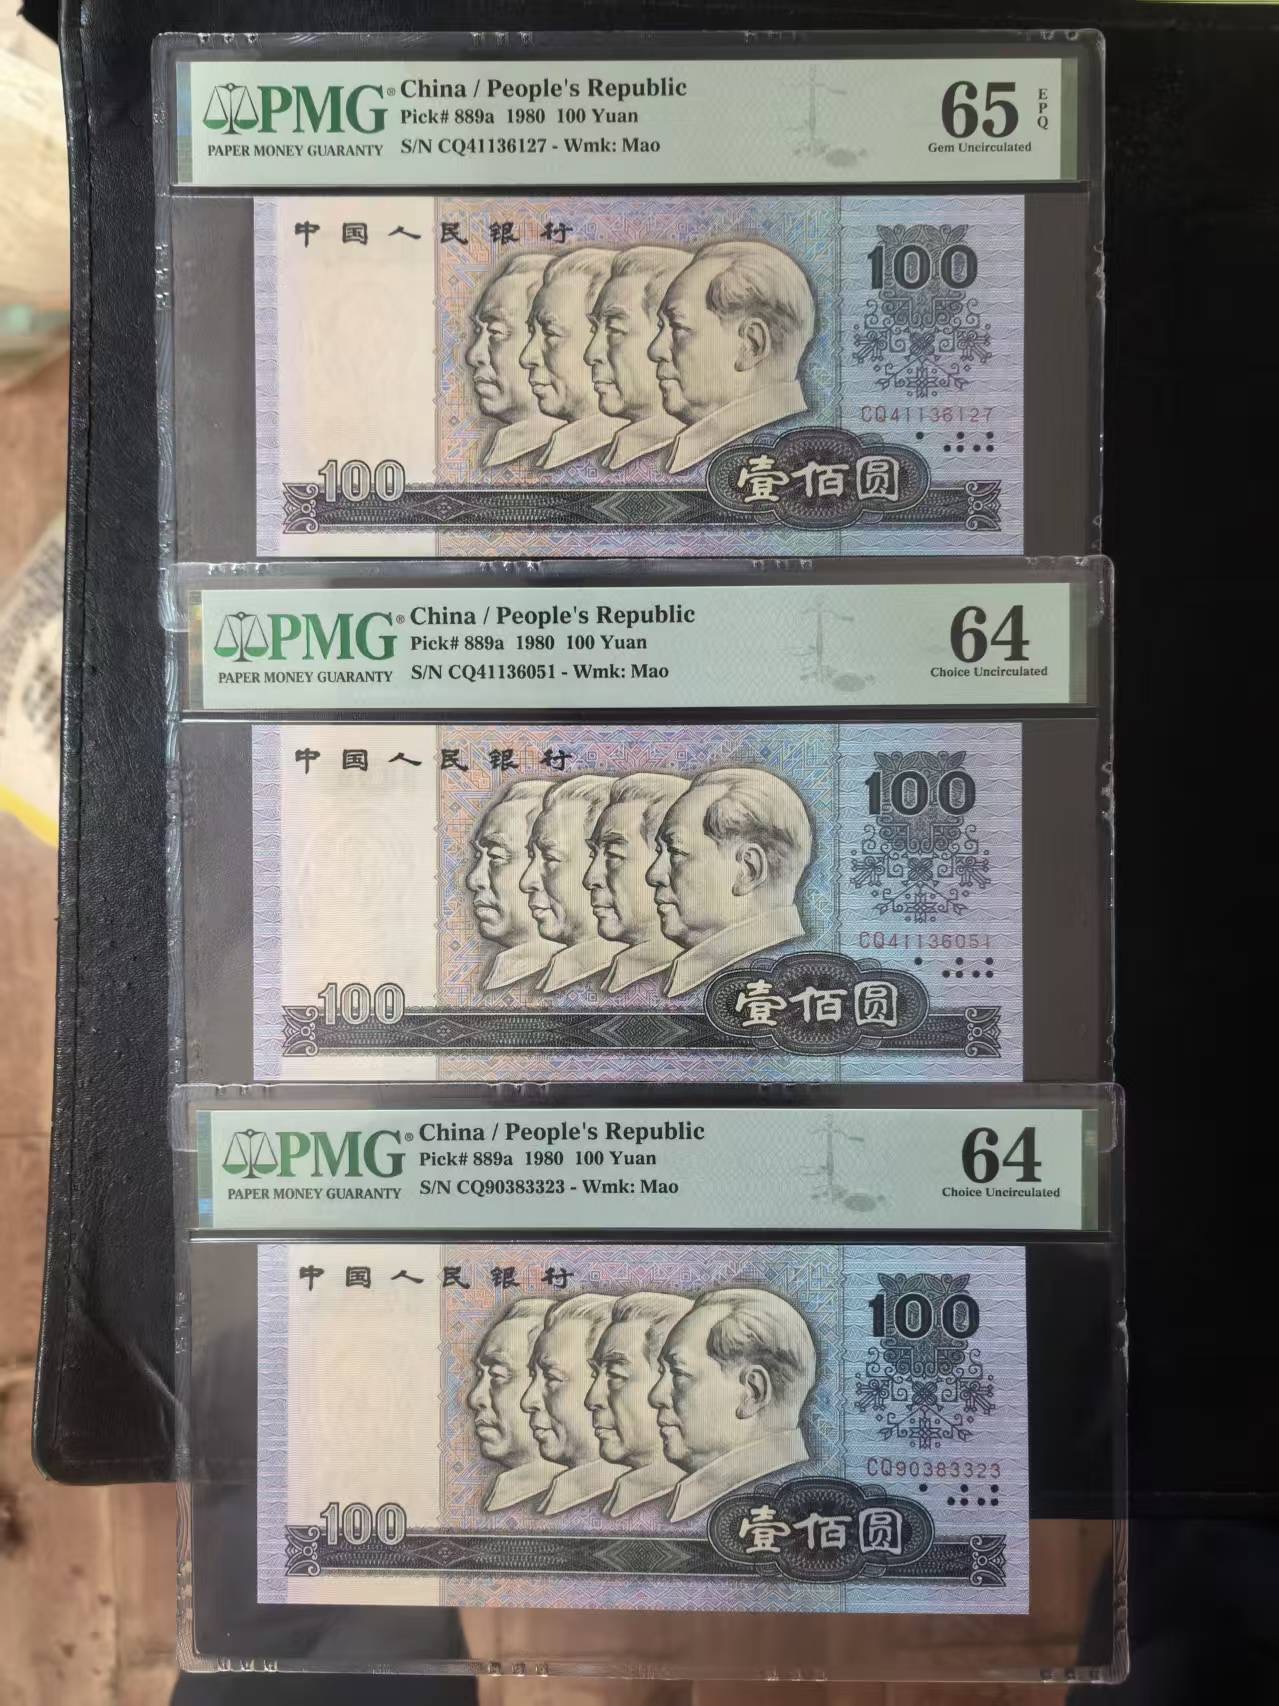 PMG® China / People's Republic 65 EPQ
Pick# 889a 1980 100 Yuan
PAPER MONEY GUARANTY S/N CQ41136127 - Wmk: Mao Gem Uncirculated
中国人民银行
100
CQ41136127
100 壹佰圆
PMG® China / People's Republic 64
Pick# 889a 1980 100 Yuan
PAPER MONEY GUARANTY S/N CQ41136051 - Wmk: Mao Choice Uncirculated
中国人民银行
100
CQ41136051
100 壹佰圆
PMG® China / People's Republic 64
Pick# 889a 1980 100 Yuan
PAPER MONEY GUARANTY S/N CQ90383323 - Wmk: Mao Choice Uncirculated
中国人民银行
100
CQ90383323
100 壹佰圆